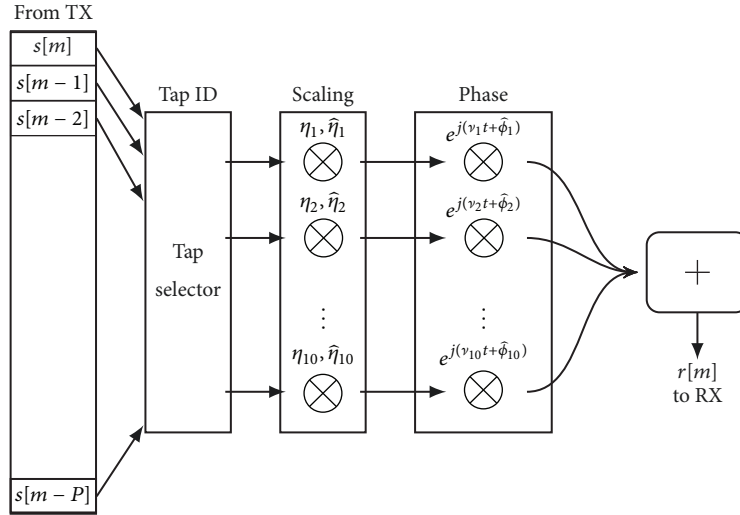 From TX
s[m]
s[m − 1]
s[m − 2]
s[m − P]
Tap ID
Tap
selector
Scaling
η₁, η̂₁
η₂, η̂₂
⋮
η₁₀, η̂₁₀
Phase
e^{j(ν₁t+φ̂₁)}
e^{j(ν₂t+φ̂₂)}
⋮
e^{j(ν₁₀t+φ̂₁₀)}
+
r[m]
to RX